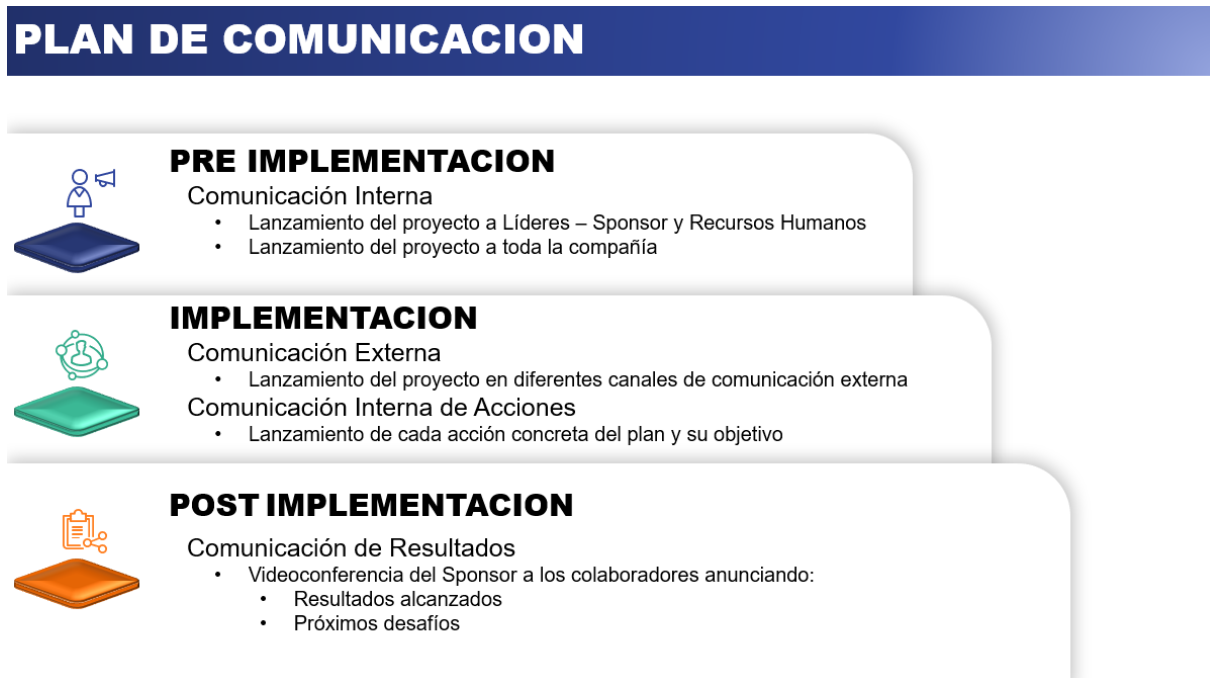 PLAN DE COMUNICACION
PRE IMPLEMENTACION
Comunicación Interna
• Lanzamiento del proyecto a Líderes – Sponsor y Recursos Humanos
• Lanzamiento del proyecto a toda la compañía
IMPLEMENTACION
Comunicación Externa
• Lanzamiento del proyecto en diferentes canales de comunicación externa
Comunicación Interna de Acciones
• Lanzamiento de cada acción concreta del plan y su objetivo
POST IMPLEMENTACION
Comunicación de Resultados
• Videoconferencia del Sponsor a los colaboradores anunciando:
• Resultados alcanzados
• Próximos desafíos